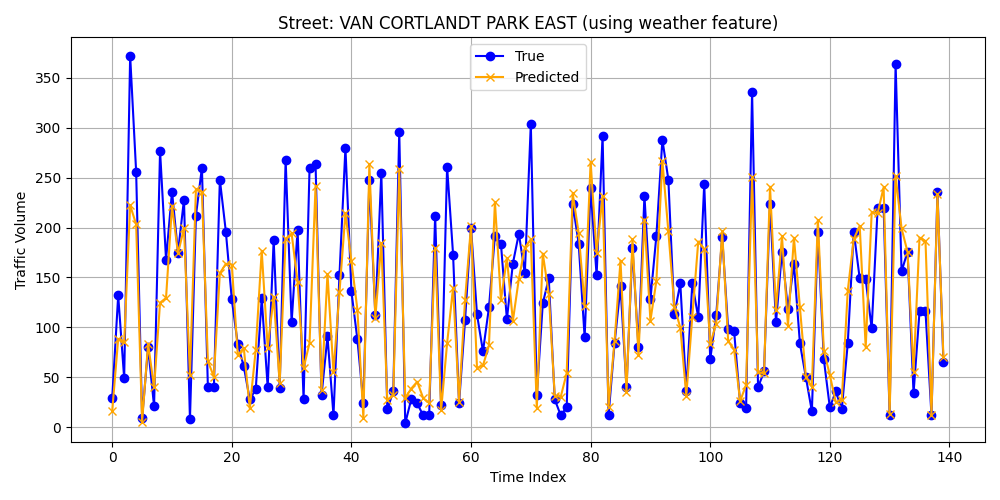 Street: VAN CORTLANDT PARK EAST (using weather feature)
True
Predicted
Traffic Volume
350
300
250
200
150
100
50
0
0 20 40 60 80 100 120 140
Time Index